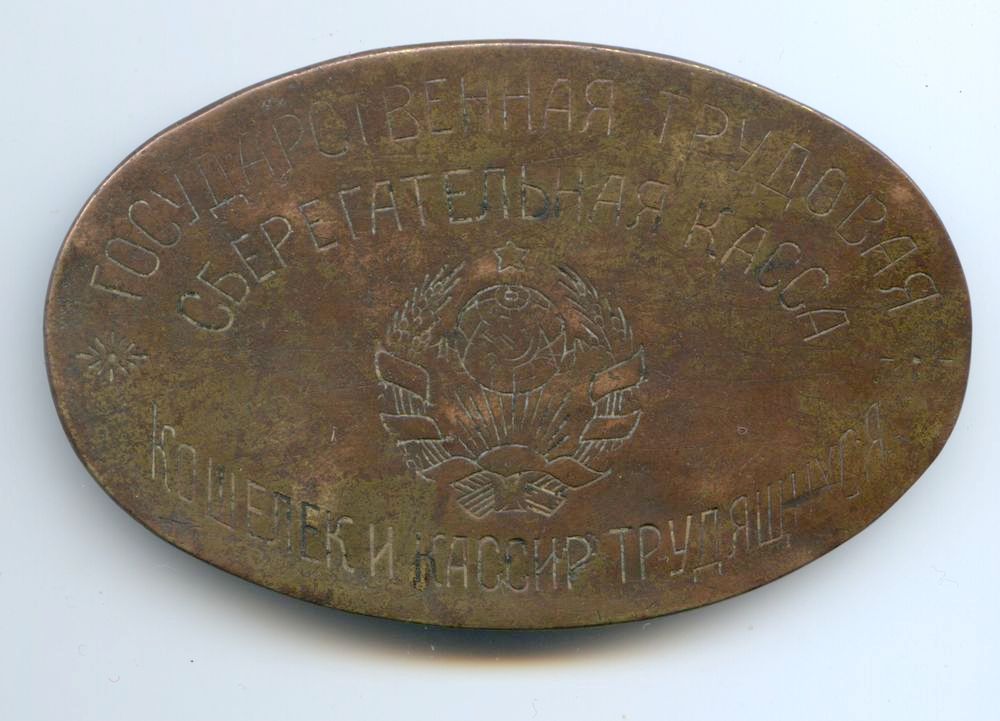 ГОСУДАРСТВЕННАЯ ТРУДОВАЯ
СБЕРЕГАТЕЛЬНАЯ КАССА
КОШЕЛЕК И КАССИР ТРУДЯЩИХСЯ